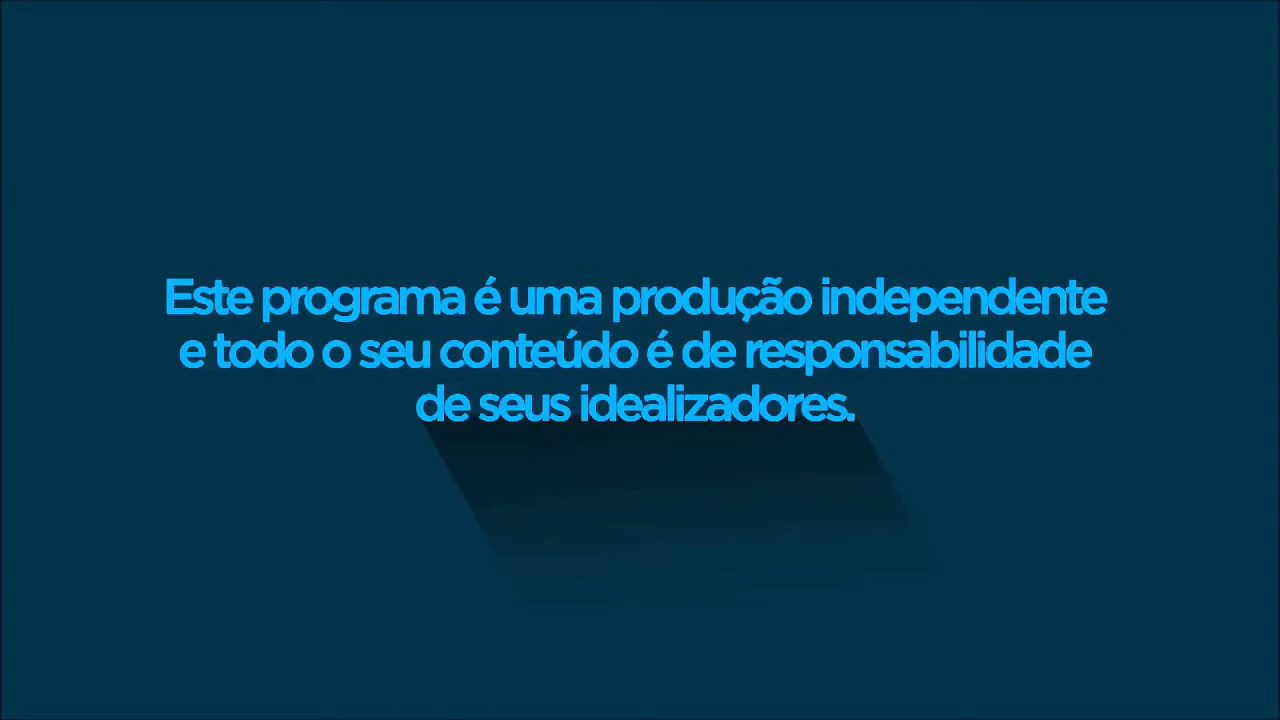 Este programa é uma produção independente
e todo o seu conteúdo é de responsabilidade
de seus idealizadores.